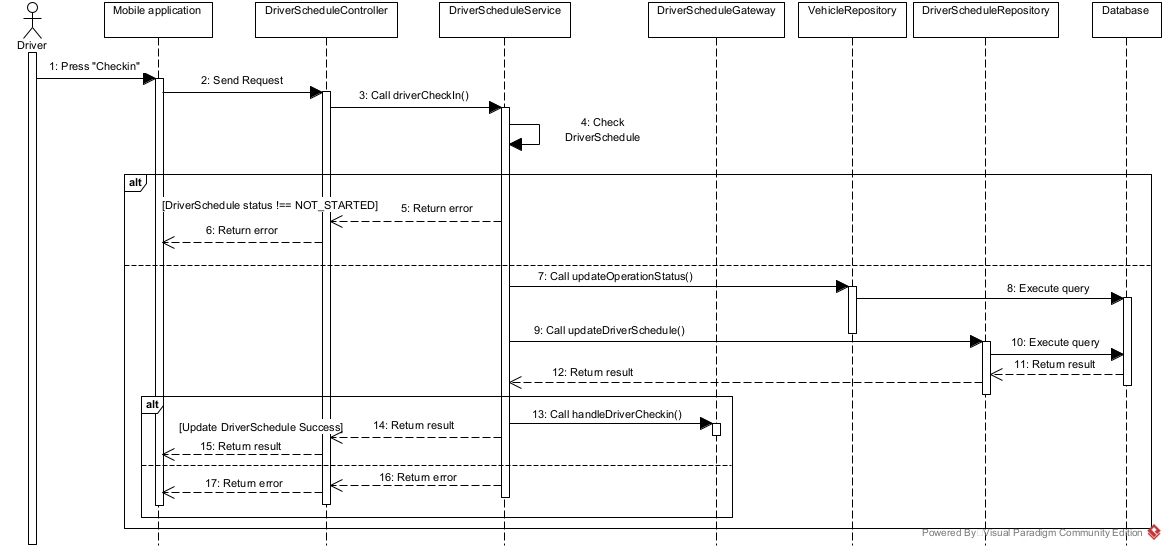 Mobile application
DriverScheduleController
DriverScheduleService
DriverScheduleGateway
VehicleRepository
DriverScheduleRepository
Database
Driver
1: Press "Checkin"
2: Send Request
3: Call driverCheckIn()
4: Check
DriverSchedule
alt
[DriverSchedule status !== NOT_STARTED]
5: Return error
6: Return error
7: Call updateOperationStatus()
8: Execute query
9: Call updateDriverSchedule()
10: Execute query
11: Return result
12: Return result
alt
13: Call handleDriverCheckin()
[Update DriverSchedule Success]
14: Return result
15: Return result
16: Return error
17: Return error
Powered By: Visual Paradigm Community Edition